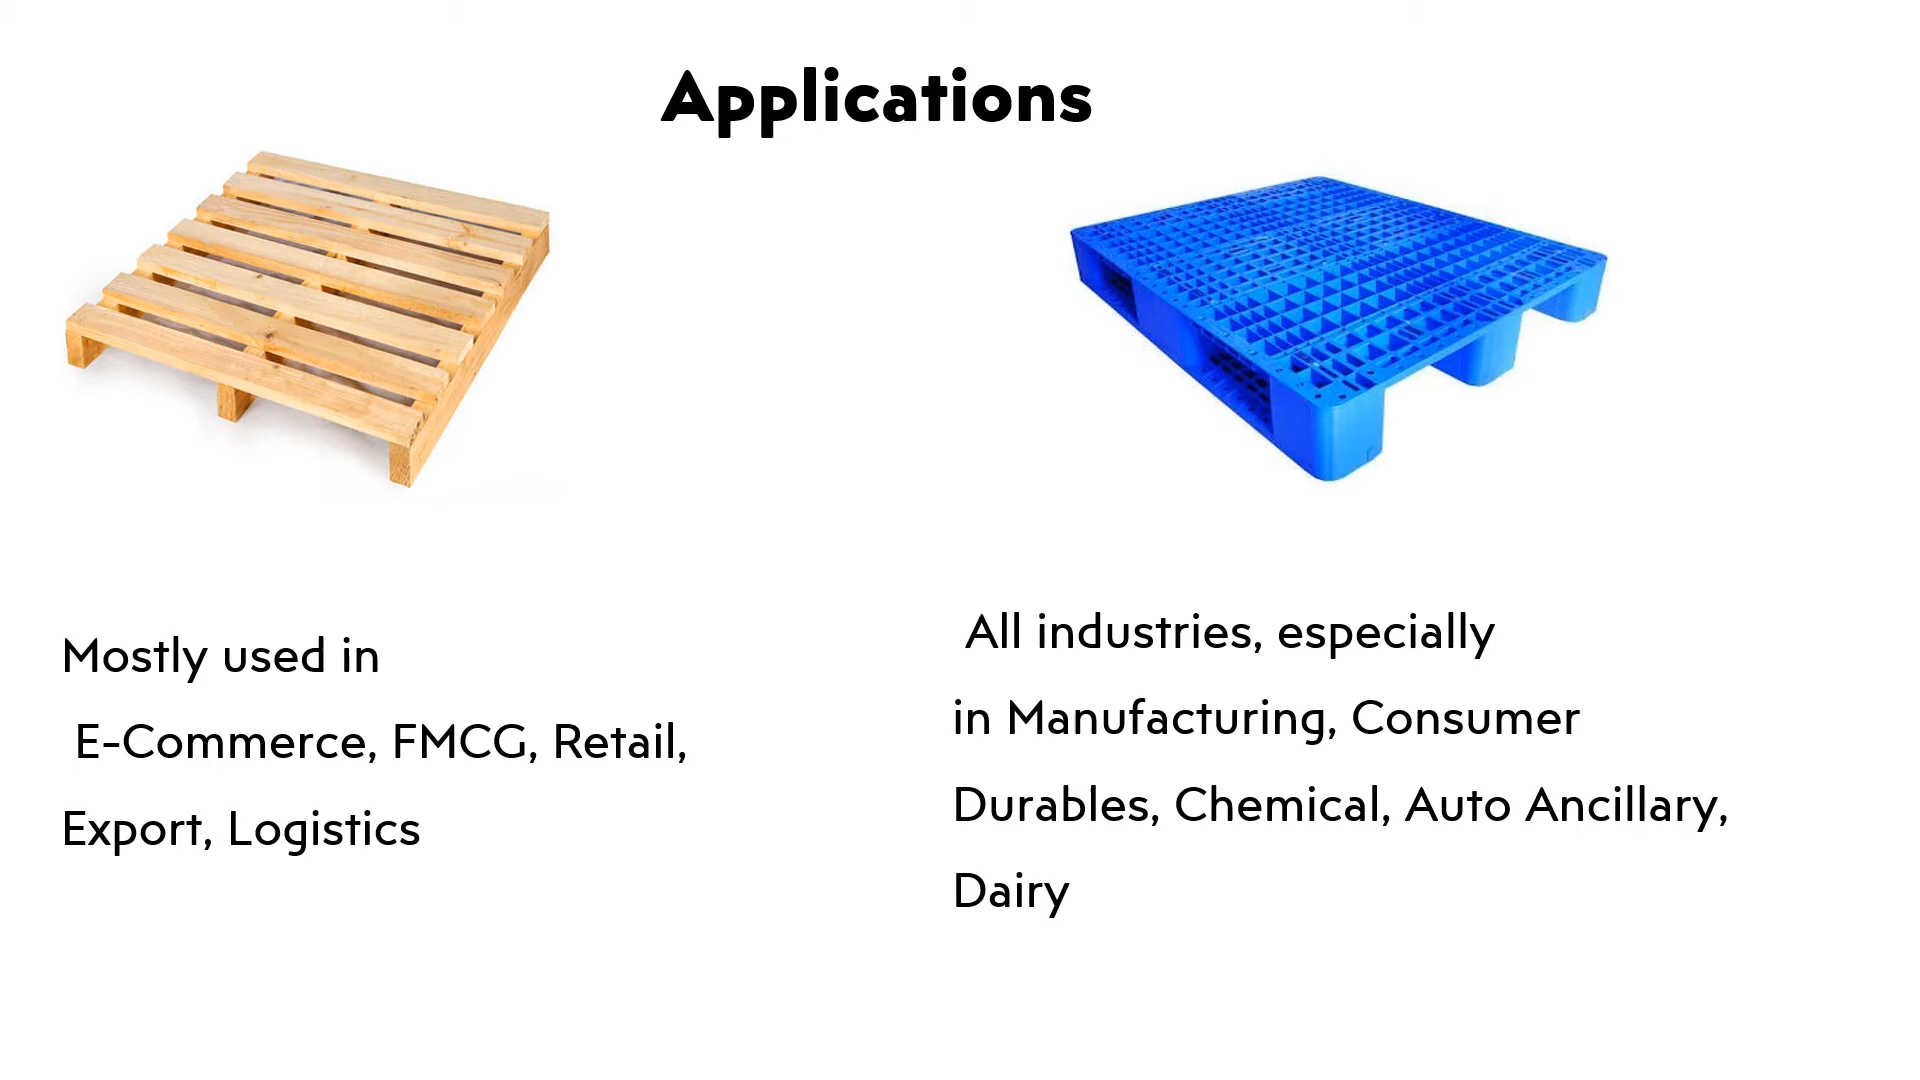 Applications
Mostly used in
E-Commerce, FMCG, Retail,
Export, Logistics
All industries, especially
in Manufacturing, Consumer
Durables, Chemical, Auto Ancillary,
Dairy